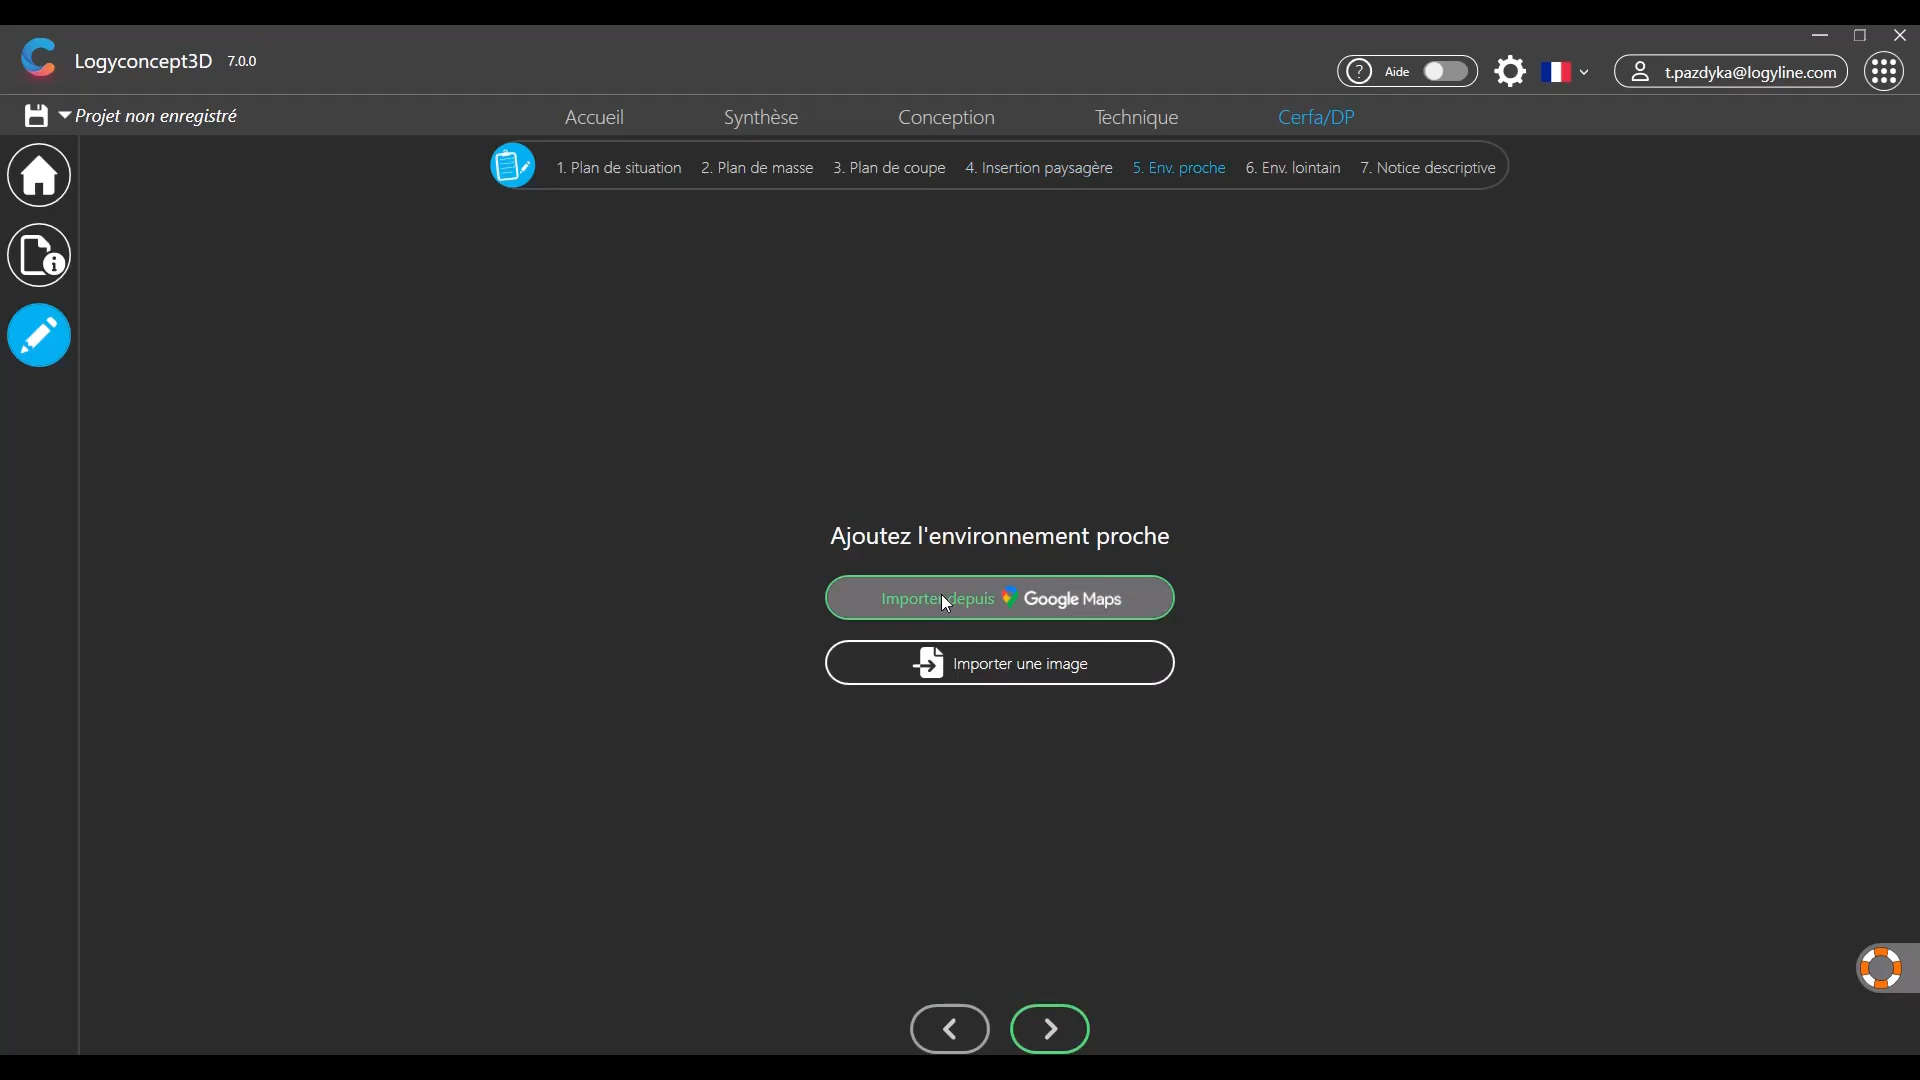 Logyconcept3D 7.0.0
? Aide
t.pazdyka@logyline.com
Projet non enregistré
Accueil Synthèse Conception Technique Cerfa/DP
1. Plan de situation 2. Plan de masse 3. Plan de coupe 4. Insertion paysagère 5. Env. proche 6. Env. lointain 7. Notice descriptive
Ajoutez l'environnement proche
Importer depuis Google Maps
Importer une image